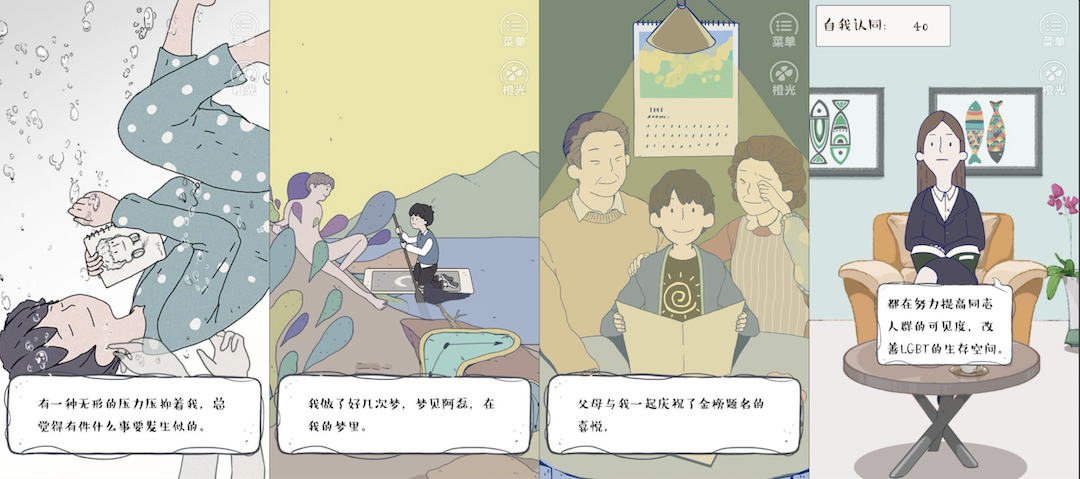 菜单
橙光
有一种无形的压力压抑着我，总
觉得有件什么事要发生似的。
菜单
橙光
我做了好几次梦，梦见阿磊，在
我的梦里。
菜单
橙光
父母与我一起庆祝了金榜题名的
喜悦，
自我认同： 40
菜单
橙光
都在努力提高同志
人群的可见度，改
善LGBT的生存空间。